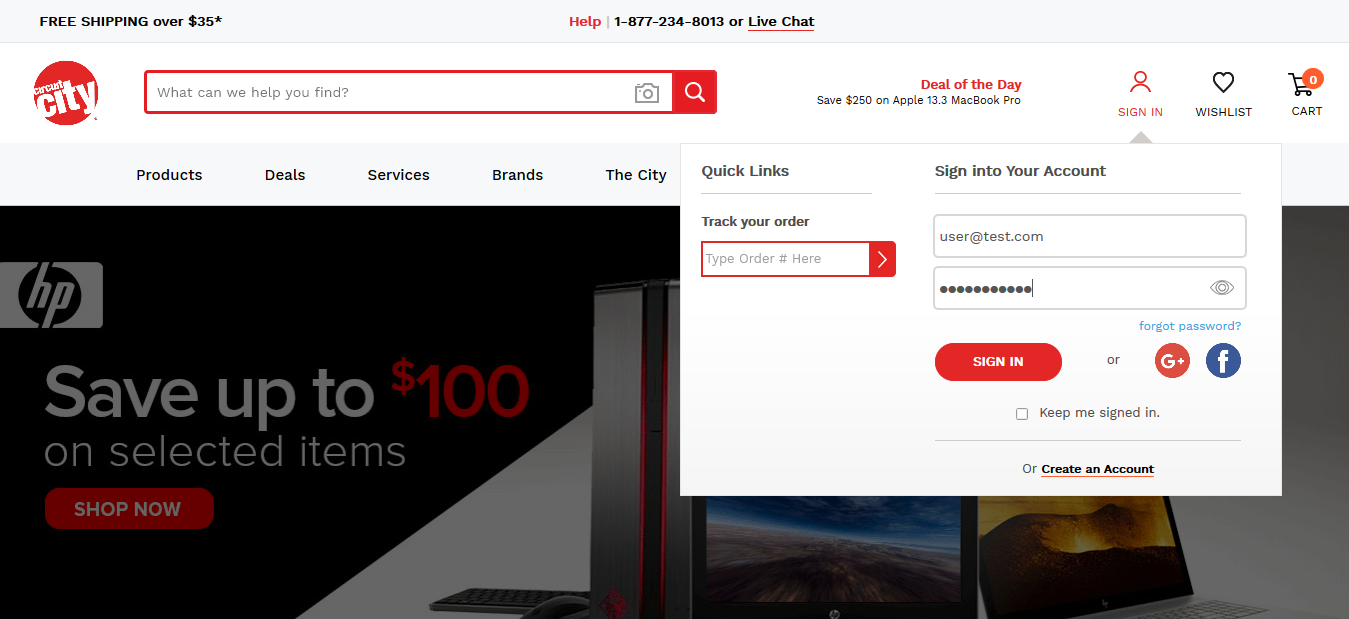 FREE SHIPPING over $35*
Help | 1-877-234-8013 or Live Chat
circuit
city
What can we help you find?
Deal of the Day
Save $250 on Apple 13.3 MacBook Pro
SIGN IN
WISHLIST
0
CART
Products
Deals
Services
Brands
The City
Quick Links
Track your order
Type Order # Here
Sign into Your Account
user@test.com
●●●●●●●●●●●
forgot password?
SIGN IN
or
G+
f
Keep me signed in.
Or Create an Account
hp
Save up to $100
on selected items
SHOP NOW
hp